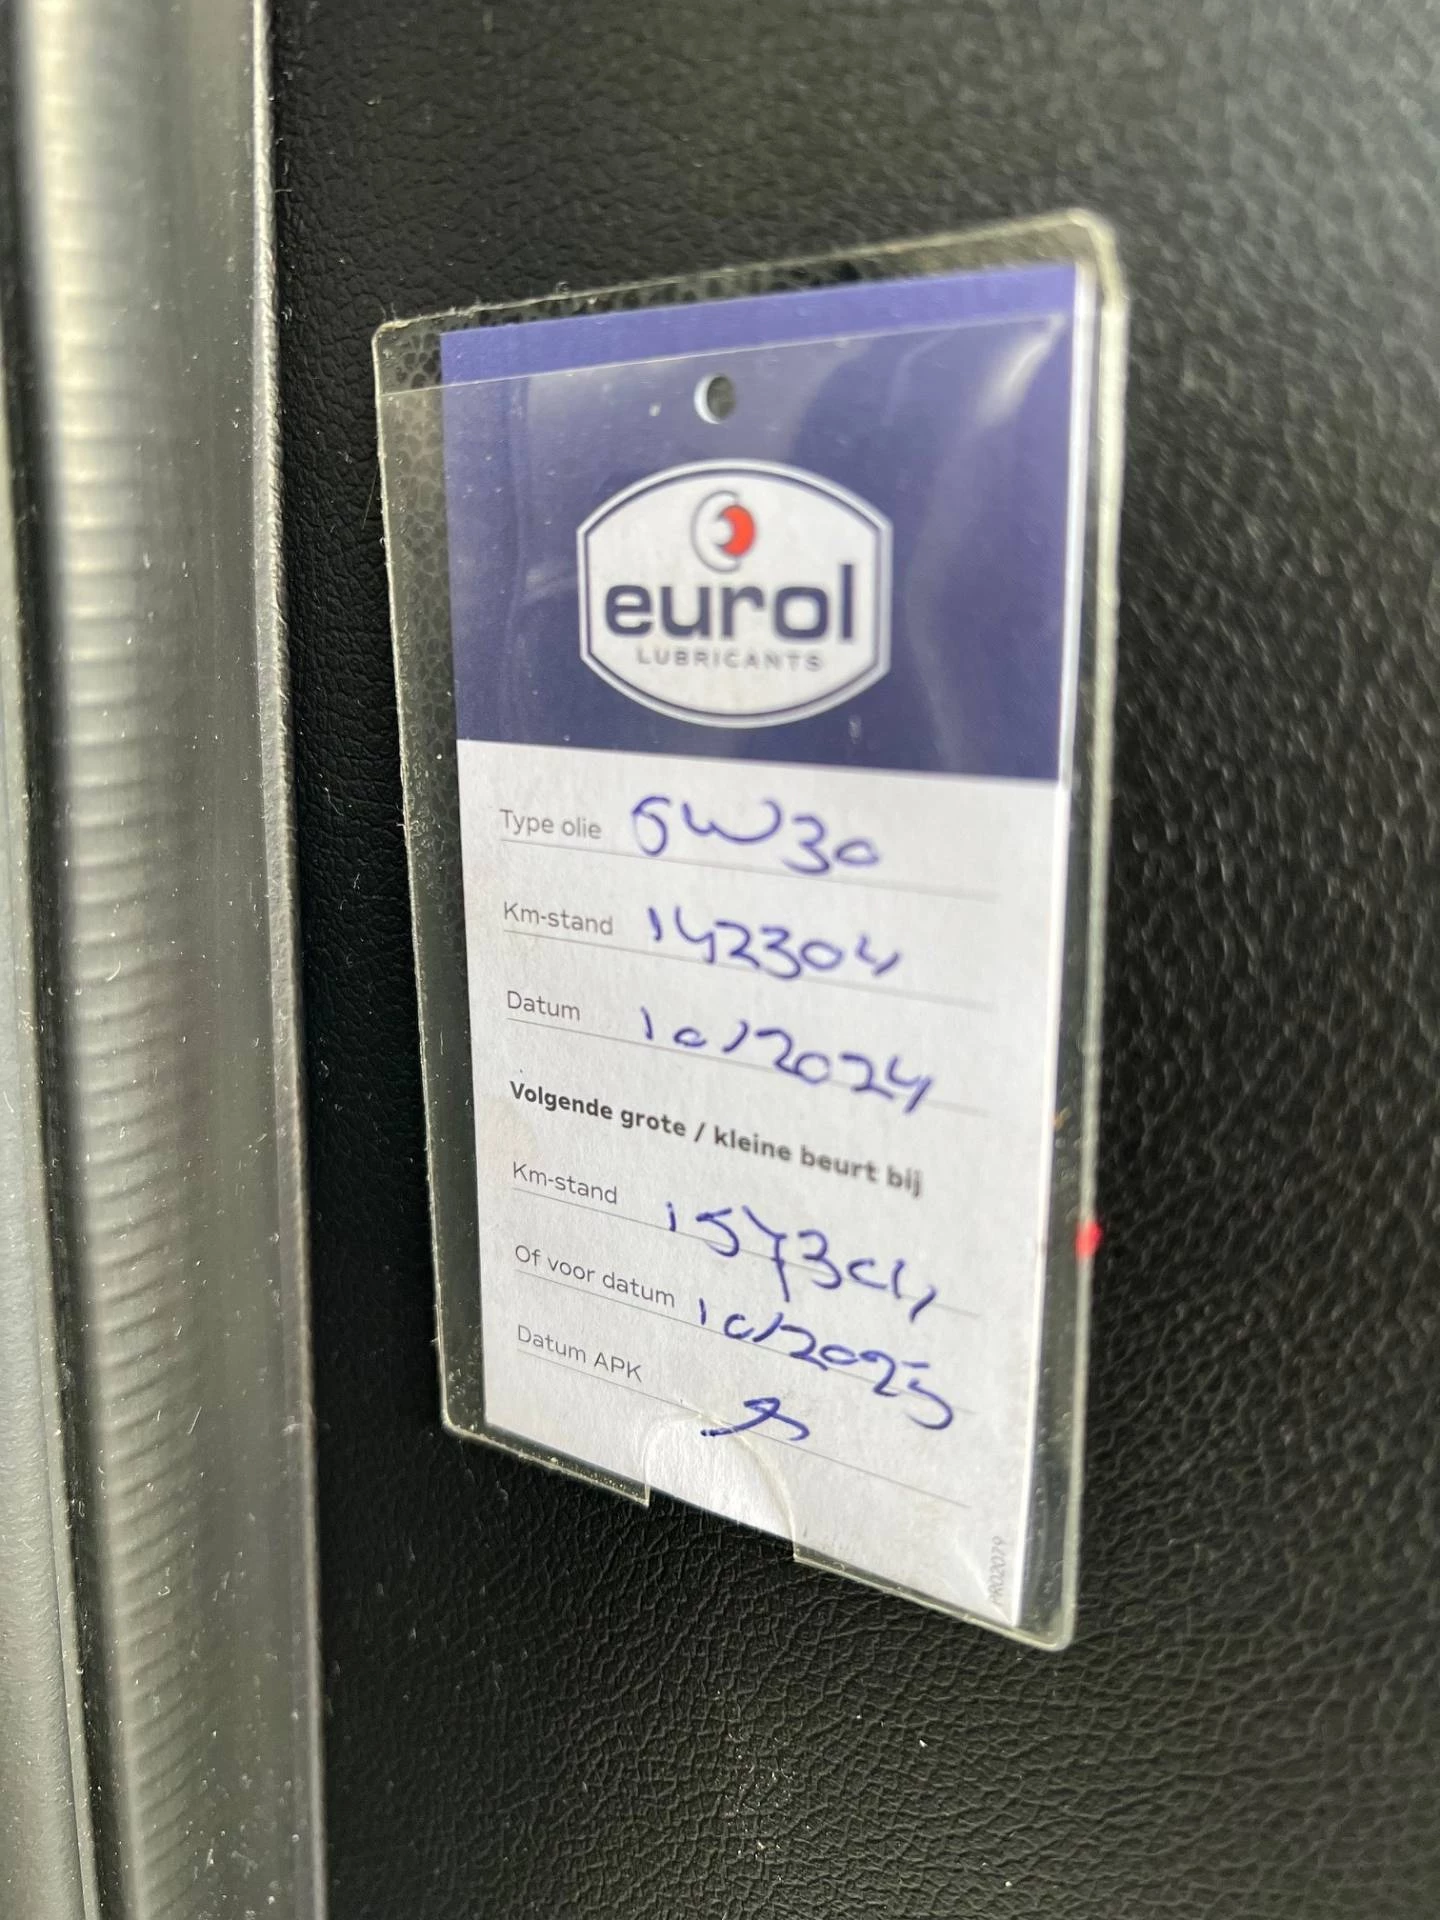 eurol
LUBRICANTS
Type olie 5W30
Km-stand 142304
Datum 10/2024
Volgende grote / kleine beurt bij
Km-stand 157304
Of voor datum 10/2025
Datum APK
PR02079